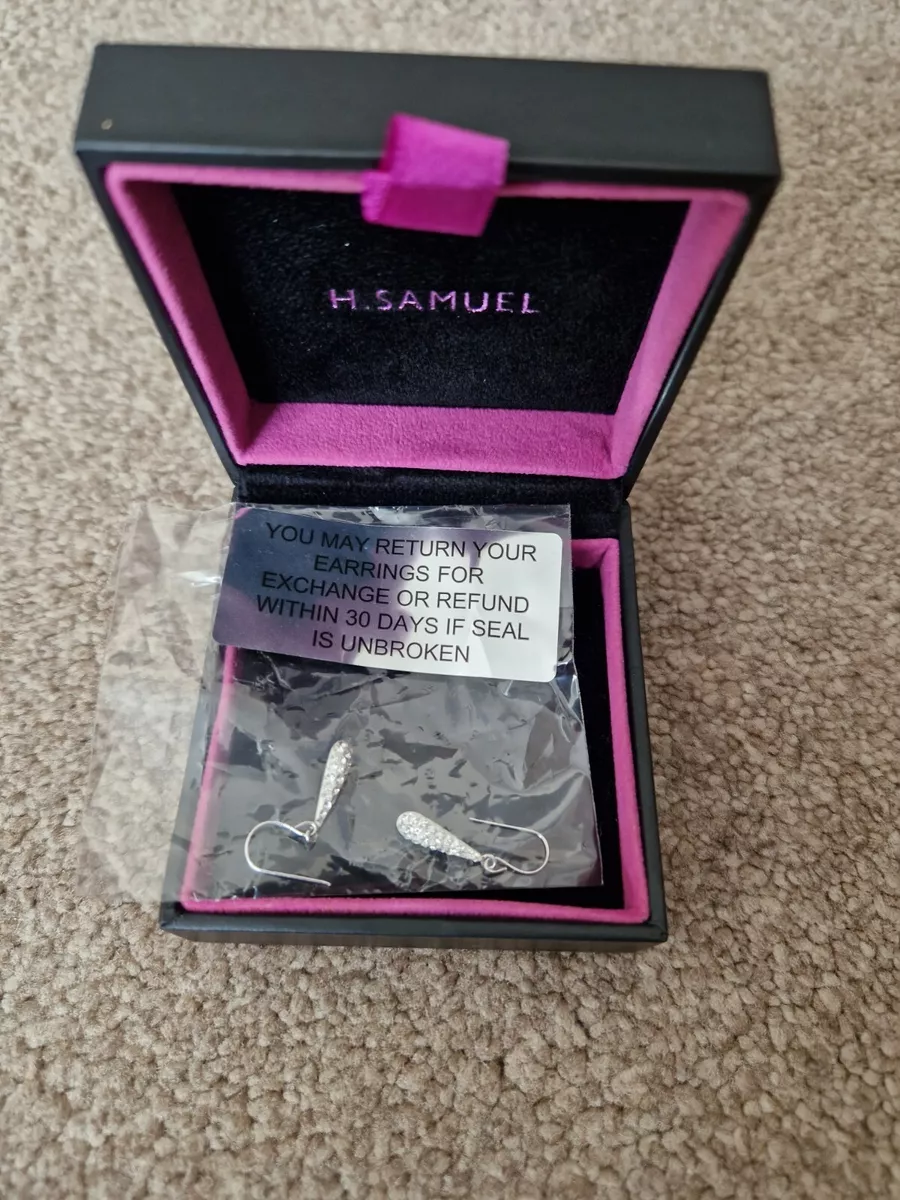 H.SAMUEL
YOU MAY RETURN YOUR
EARRINGS FOR
EXCHANGE OR REFUND
WITHIN 30 DAYS IF SEAL
IS UNBROKEN